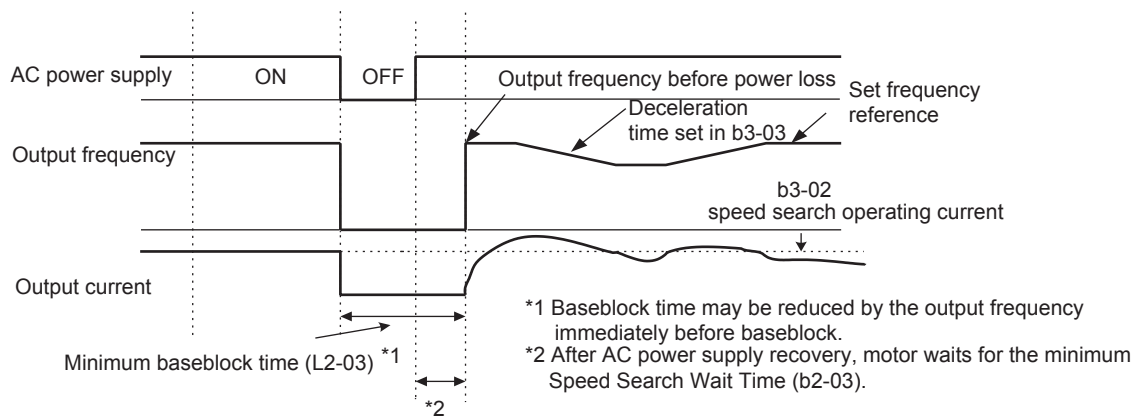 AC power supply
ON
OFF
Output frequency before power loss
Deceleration
time set in b3-03
Set frequency
reference
Output frequency
b3-02
speed search operating current
Output current
*1 Baseblock time may be reduced by the output frequency
immediately before baseblock.
Minimum baseblock time (L2-03) *1
*2 After AC power supply recovery, motor waits for the minimum
Speed Search Wait Time (b2-03).
*2